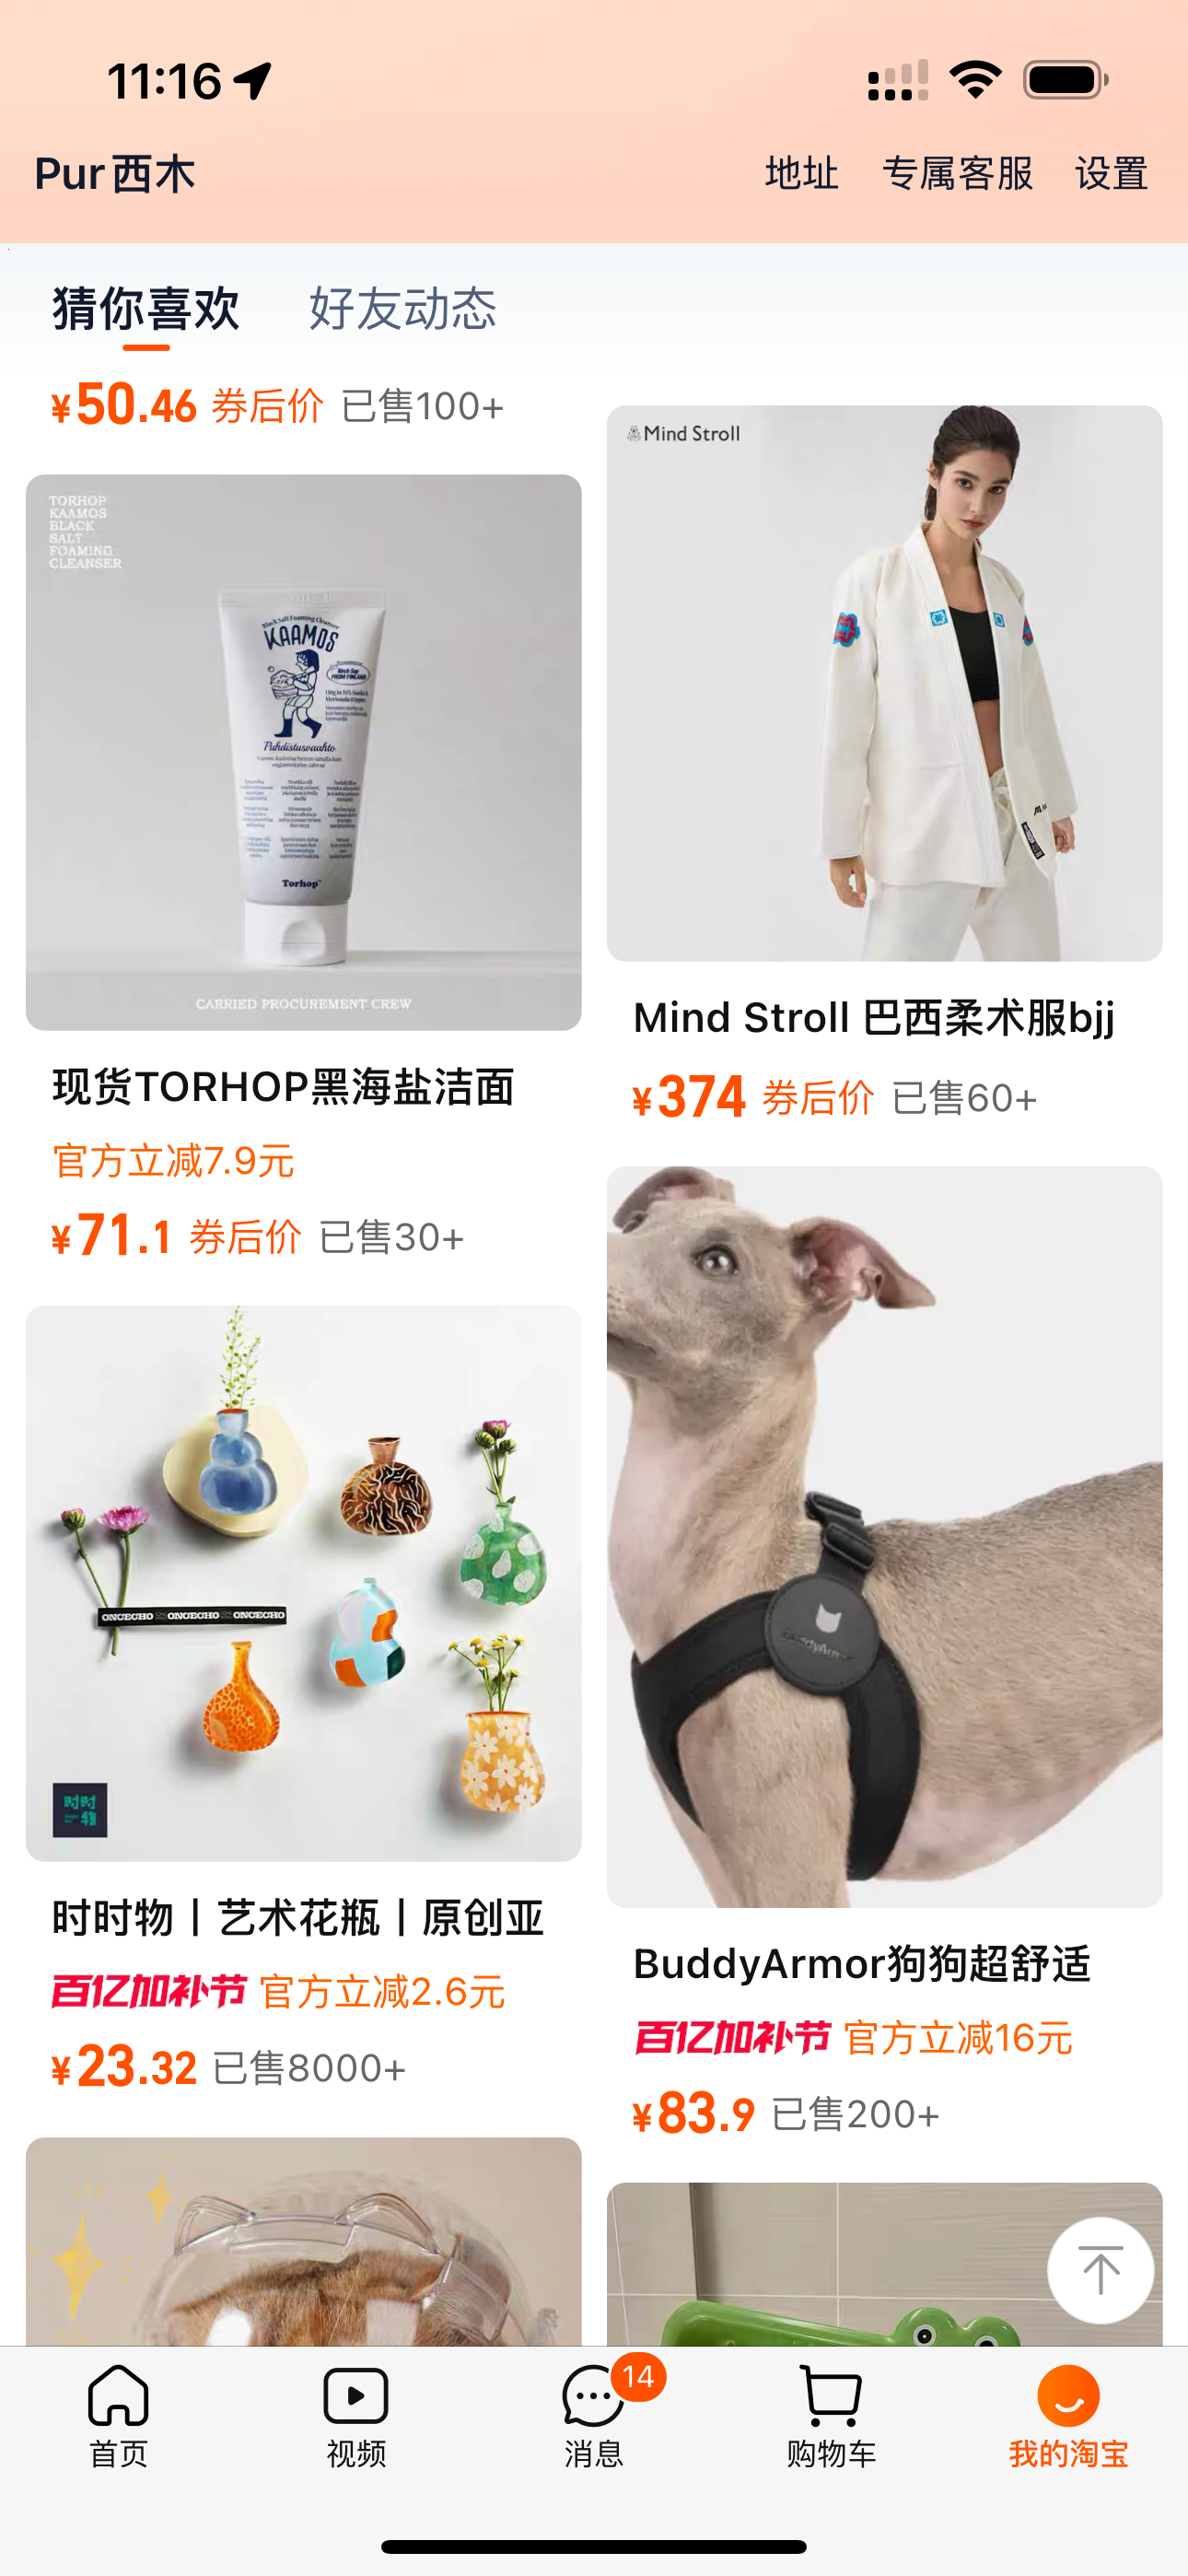 11:16
Pur西木
地址 专属客服 设置
猜你喜欢 好友动态
¥50.46 券后价 已售100+
TORHOP
KAAMOS
BLACK
SALT
FOAMING
CLEANSER
Black Salt Foaming Cleanser
KAAMOS
Birch Sap
FROM FINLAND
Puhdistusvaahto
Torhop
CARRIED PROCUREMENT CREW
现货TORHOP黑海盐洁面
官方立减7.9元
¥71.1 券后价 已售30+
ONCECHO ONCECHO ONCECHO
时时
物
时时物丨艺术花瓶丨原创亚
百亿加补节 官方立减2.6元
¥23.32 已售8000+
Mind Stroll
Mind Stroll 巴西柔术服bjj
¥374 券后价 已售60+
BuddyArmor
BuddyArmor狗狗超舒适
百亿加补节 官方立减16元
¥83.9 已售200+
首页
视频
14
消息
购物车
我的淘宝